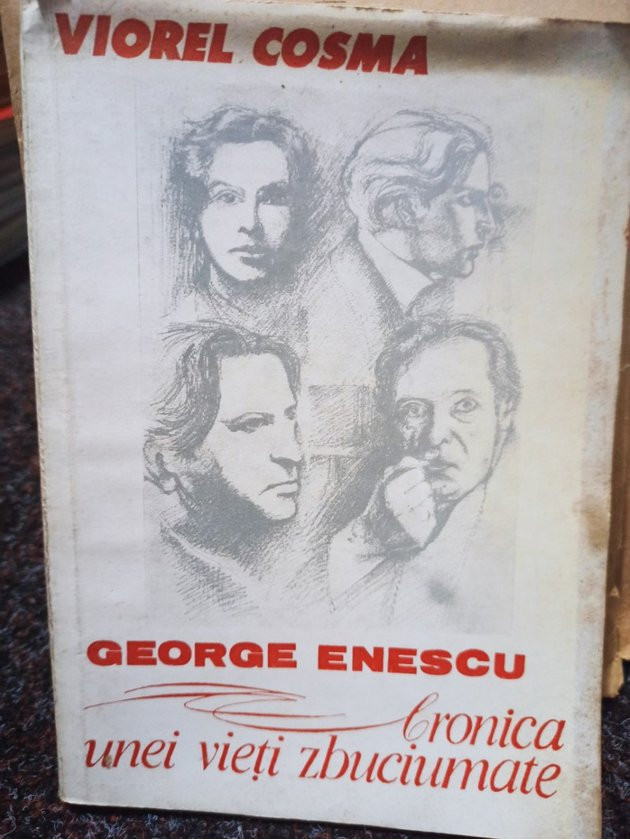 VIOREL COSMA
GEORGE ENESCU
Cronica
unei vieți zbuciumate